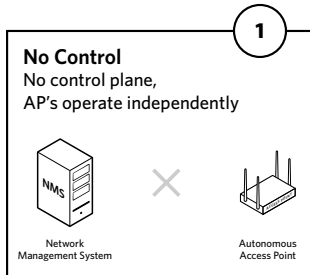 1
No Control
No control plane,
AP's operate independently
NMS
Network
Management System
Autonomous
Access Point